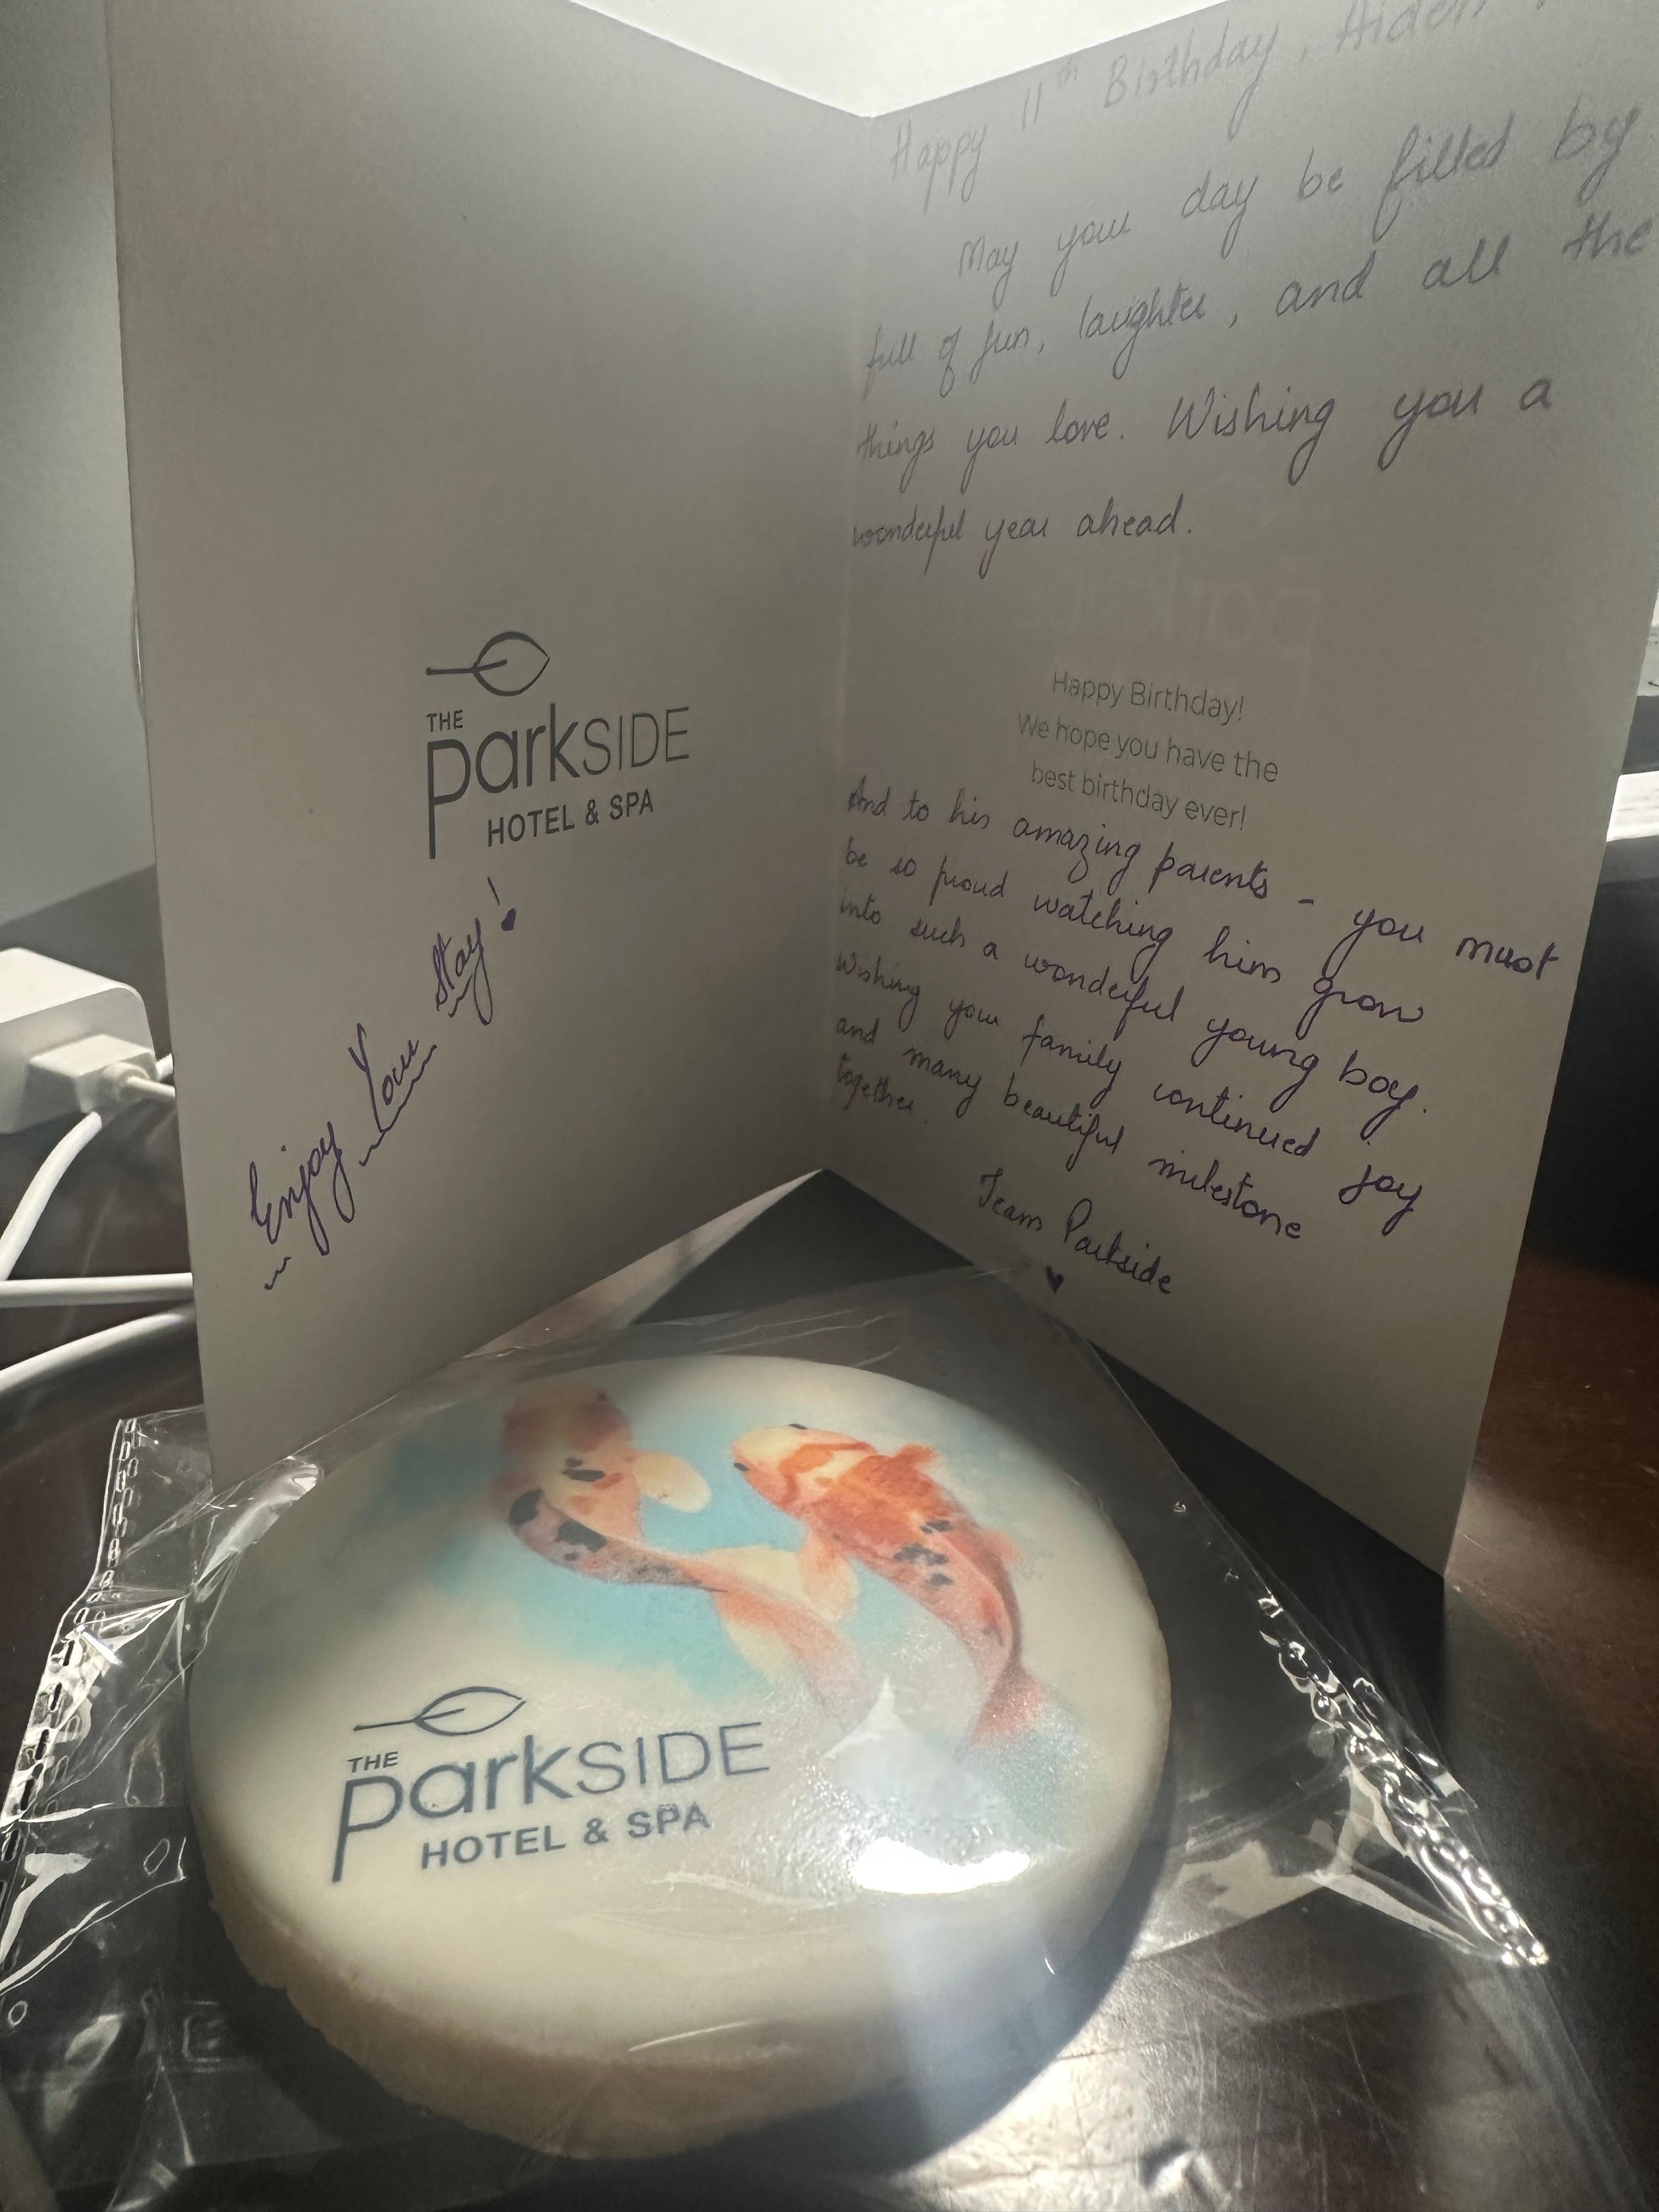 THE
parkSIDE
HOTEL & SPA
Enjoy Your Stay!
Happy 11th Birthday, Aiden
May your day be filled by
full of fun, laughter, and all the
things you love. Wishing you a
wonderful year ahead.
Happy Birthday!
We hope you have the
best birthday ever!
And to his amazing parents - you must
be so proud watching him grow
into such a wonderful young boy.
Wishing your family continued joy
and many beautiful milestone
together.
Team Parkside
THE
parkSIDE
HOTEL & SPA